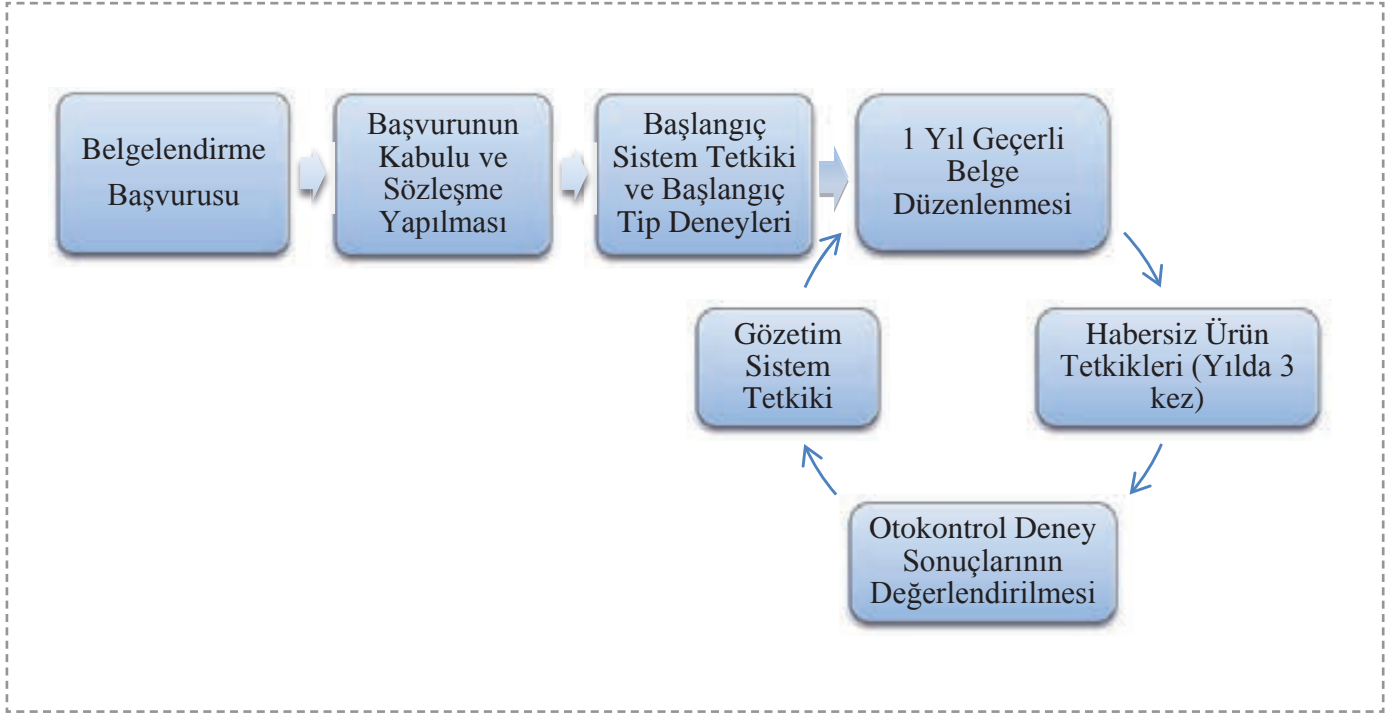 Belgelendirme
Başvurusu
Başvurunun
Kabulu ve
Sözleşme
Yapılması
Başlangıç
Sistem Tetkiki
ve Başlangıç
Tip Deneyleri
1 Yıl Geçerli
Belge
Düzenlenmesi
Habersiz Ürün
Tetkikleri (Yılda 3
kez)
Otokontrol Deney
Sonuçlarının
Değerlendirilmesi
Gözetim
Sistem
Tetkiki